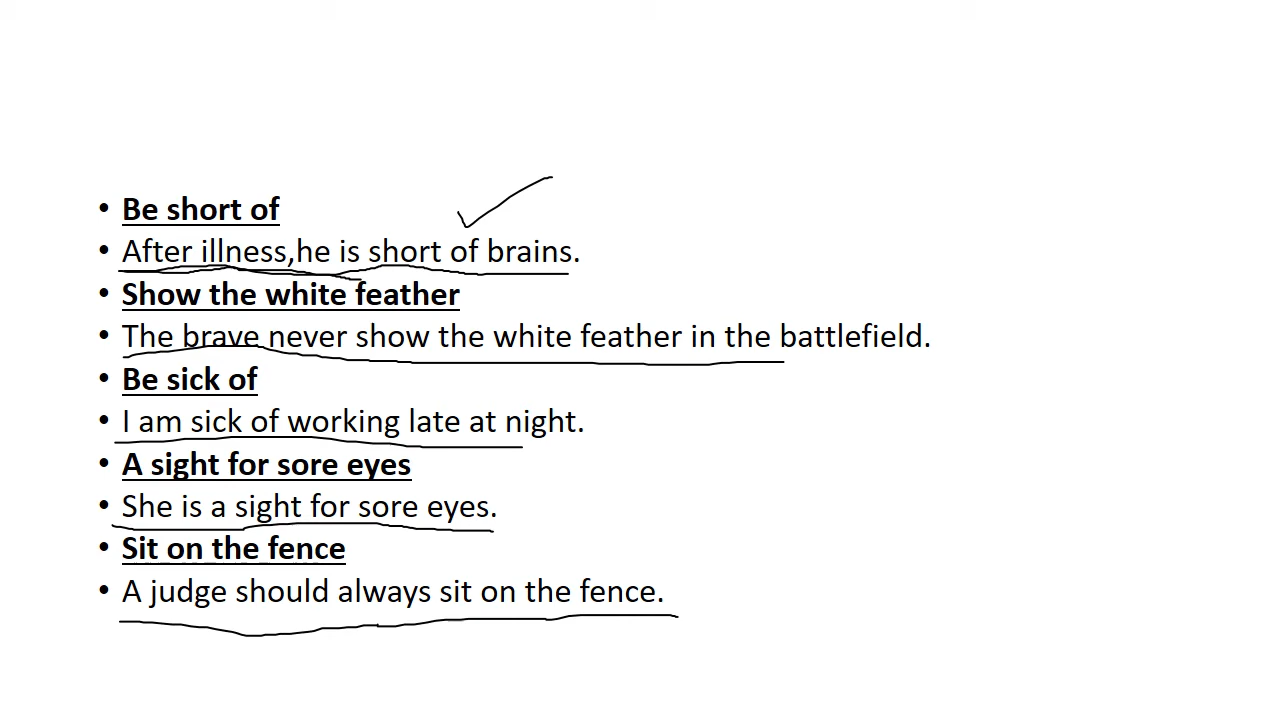 • Be short of
• After illness,he is short of brains.
• Show the white feather
• The brave never show the white feather in the battlefield.
• Be sick of
• I am sick of working late at night.
• A sight for sore eyes
• She is a sight for sore eyes.
• Sit on the fence
• A judge should always sit on the fence.